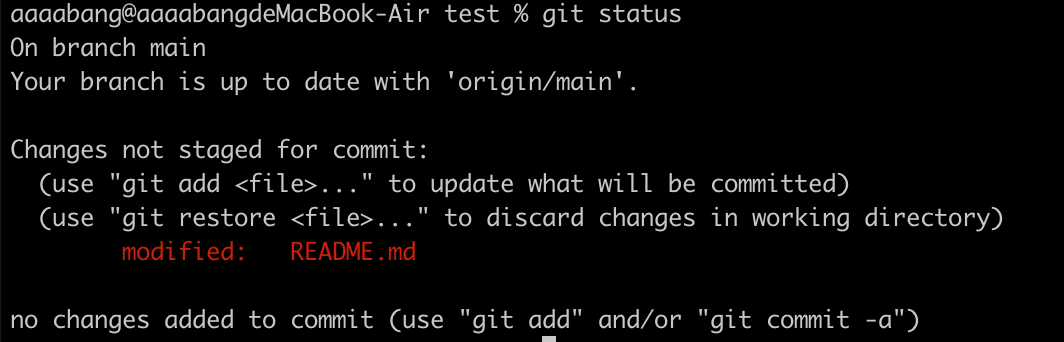 aaaabang@aaaabangdeMacBook-Air test % git status
On branch main
Your branch is up to date with 'origin/main'.

Changes not staged for commit:
  (use "git add <file>..." to update what will be committed)
  (use "git restore <file>..." to discard changes in working directory)
        modified:   README.md

no changes added to commit (use "git add" and/or "git commit -a")